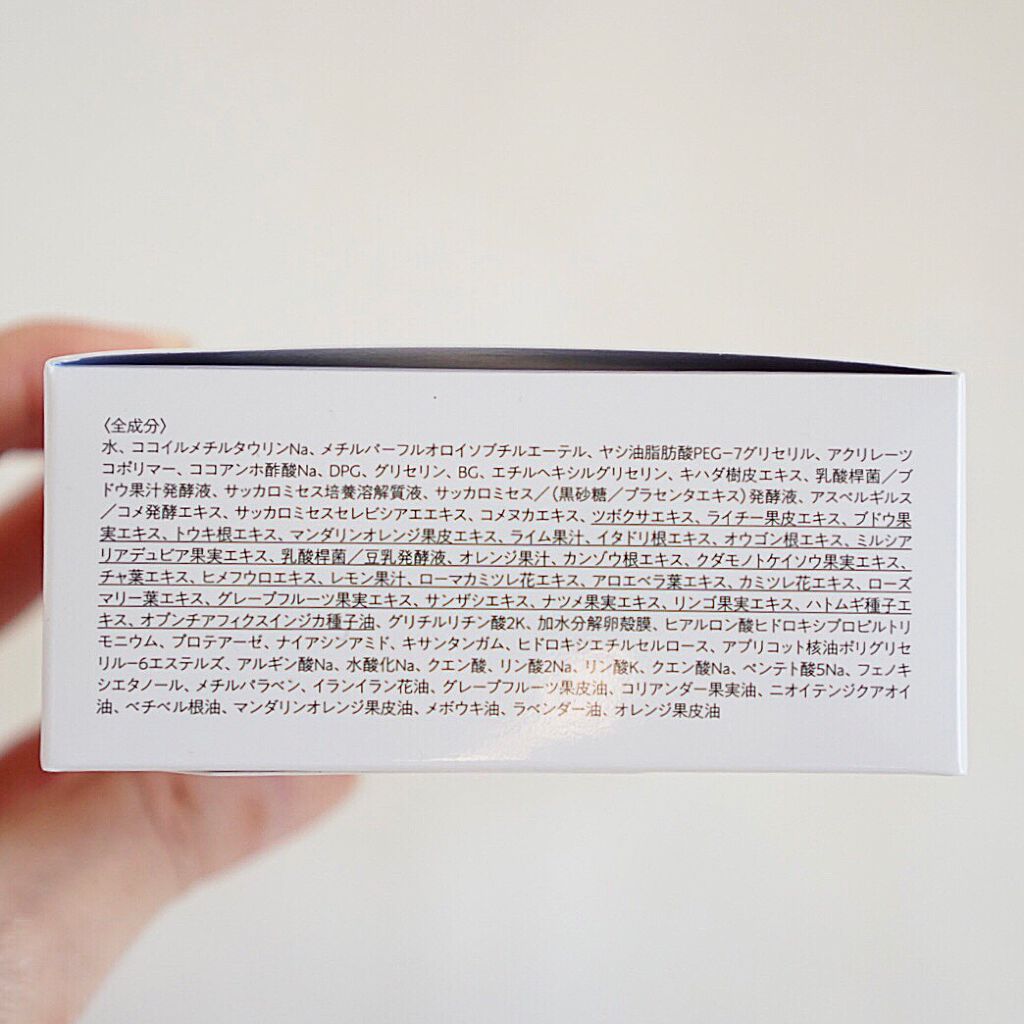 〈全成分〉
水、ココイルメチルタウリンNa、メチルパーフルオロイソブチルエーテル、ヤシ油脂肪酸PEG-7グリセリル、アクリレーツ
コポリマー、ココアンホ酢酸Na、DPG、グリセリン、BG、エチルヘキシルグリセリン、キハダ樹皮エキス、乳酸桿菌／ブ
ドウ果汁発酵液、サッカロミセス培養溶解質液、サッカロミセス／(黒砂糖／プラセンタエキス)発酵液、アスペルギルス
／コメ発酵エキス、サッカロミセスセレビシアエエキス、コメヌカエキス、ツボクサエキス、ライチー果皮エキス、ブドウ果
実エキス、トウキ根エキス、マンダリンオレンジ果皮エキス、ライム果汁、イタドリ根エキス、オウゴン根エキス、ミルシア
リアデュビア果実エキス、乳酸桿菌／豆乳発酵液、オレンジ果汁、カンゾウ根エキス、クダモノトケイソウ果実エキス、
チャ葉エキス、ヒメフウロエキス、レモン果汁、ローマカミツレ花エキス、アロエベラ葉エキス、カミツレ花エキス、ローズ
マリー葉エキス、グレープフルーツ果実エキス、サンザシエキス、ナツメ果実エキス、リンゴ果実エキス、ハトムギ種子エ
キス、オプンチアフィクスインジカ種子油、グリチルリチン酸2K、加水分解卵殻膜、ヒアルロン酸ヒドロキシプロピルトリ
モニウム、プロテアーゼ、ナイアシンアミド、キサンタンガム、ヒドロキシエチルセルロース、アプリコット核油ポリグリセ
リル-6エステルズ、アルギン酸Na、水酸化Na、クエン酸、リン酸2Na、リン酸K、クエン酸Na、ペンテト酸5Na、フェノキ
シエタノール、メチルパラベン、イランイラン花油、グレープフルーツ果皮油、コリアンダー果実油、ニオイテンジクアオイ
油、ベチベル根油、マンダリンオレンジ果皮油、メボウキ油、ラベンダー油、オレンジ果皮油